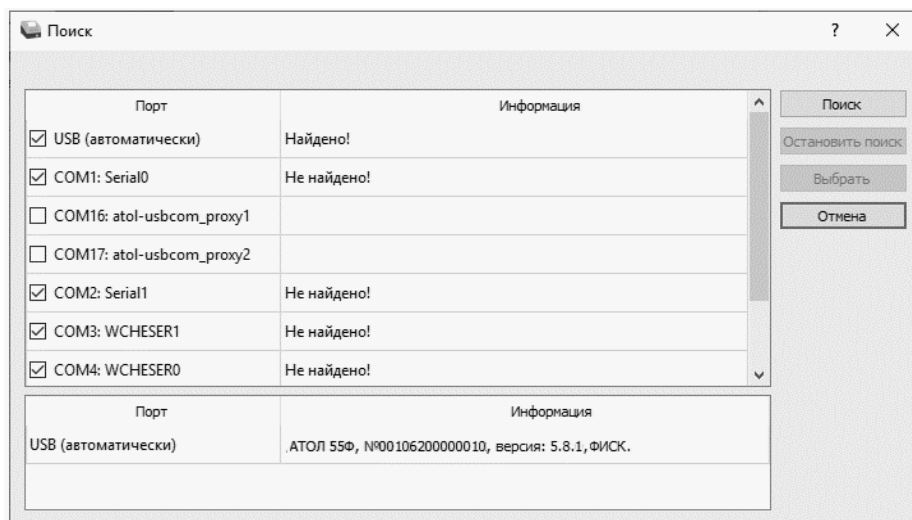 Поиск
?
Порт Информация
USB (автоматически) Найдено!
COM1: Serial0 Не найдено!
COM16: atol-usbcom_proxy1
COM17: atol-usbcom_proxy2
COM2: Serial1 Не найдено!
COM3: WCHESER1 Не найдено!
COM4: WCHESER0 Не найдено!
Поиск
Остановить поиск
Выбрать
Отмена
Порт Информация
USB (автоматически) АТОЛ 55Ф, №00106200000010, версия: 5.8.1,ФИСК.